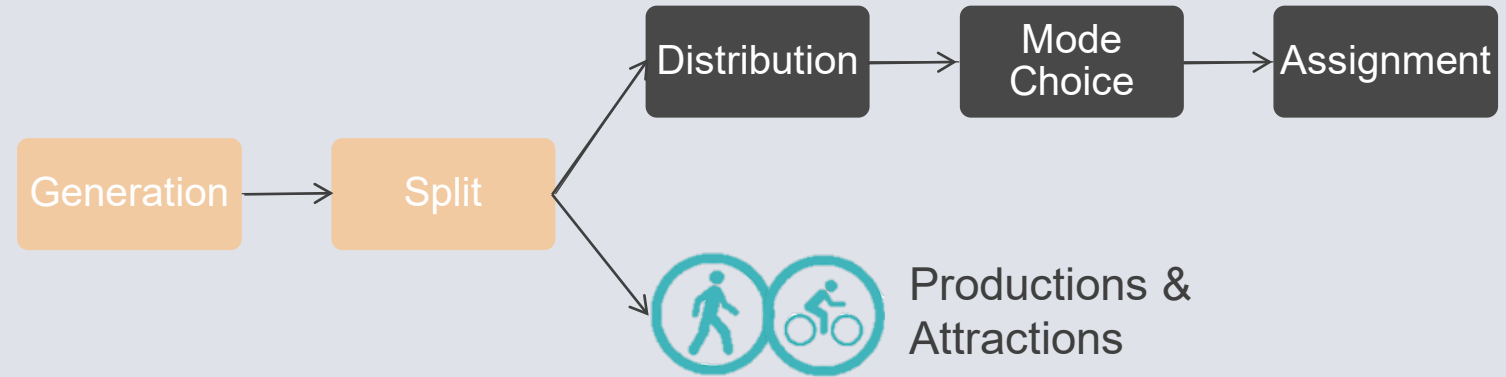 Generation
Split
Distribution
Mode
Choice
Assignment
Productions &
Attractions